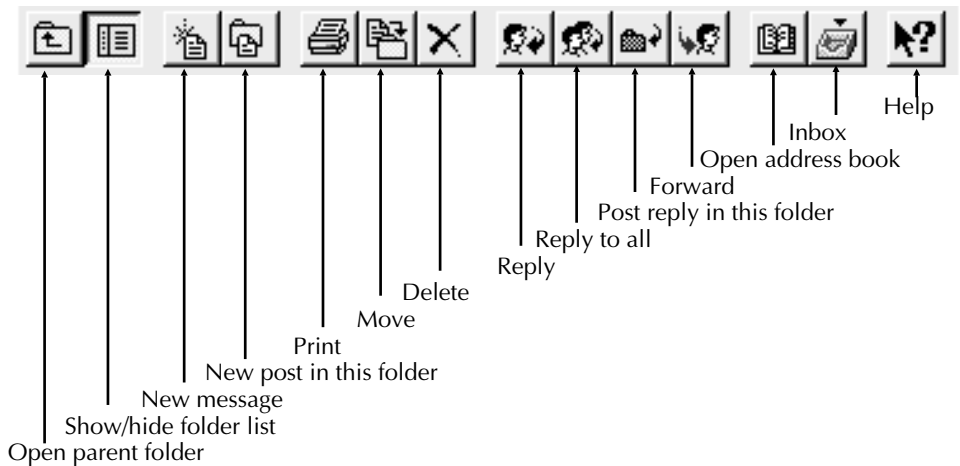 Help
Inbox
Open address book
Forward
Post reply in this folder
Reply to all
Reply
Delete
Move
Print
New post in this folder
New message
Show/hide folder list
Open parent folder